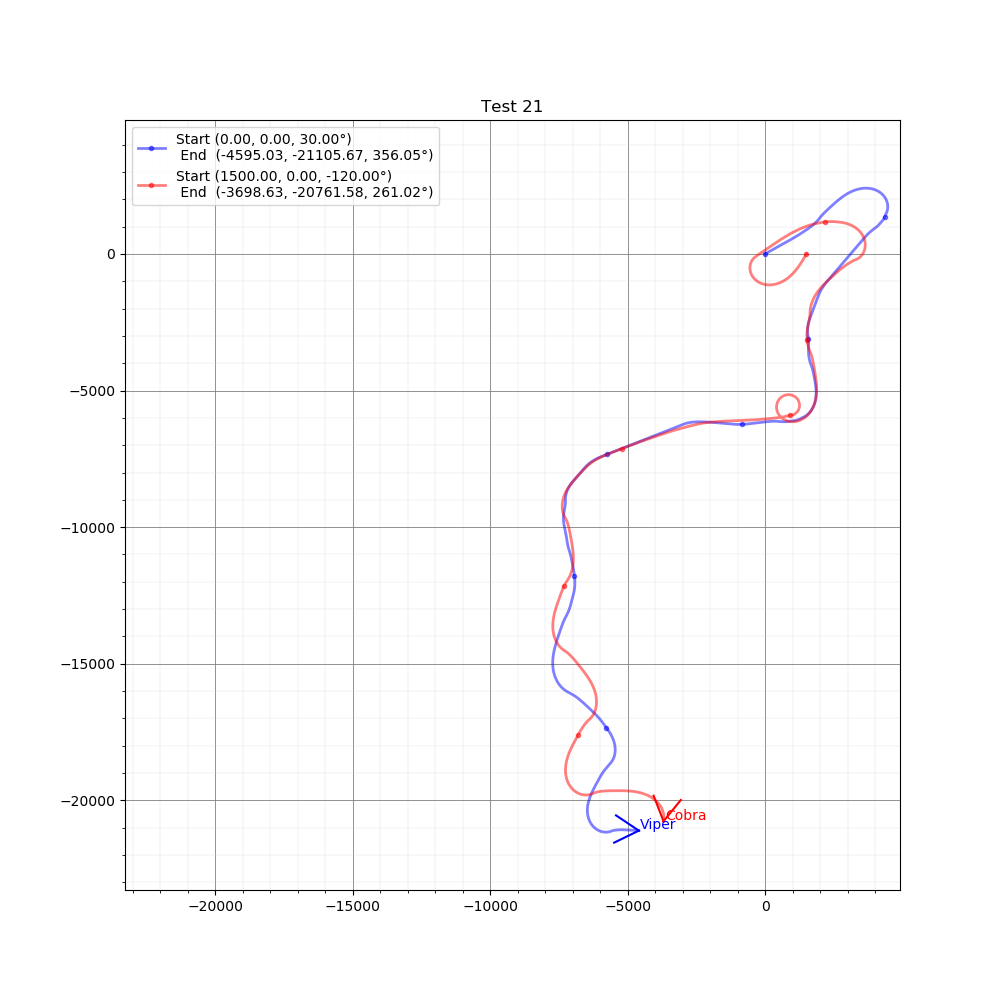 Test 21
Start (0.00, 0.00, 30.00°)
End (-4595.03, -21105.67, 356.05°)
Start (1500.00, 0.00, -120.00°)
End (-3698.63, -20761.58, 261.02°)
0
−5000
−10000
−15000
−20000
Cobra
Viper
−20000 −15000 −10000 −5000 0